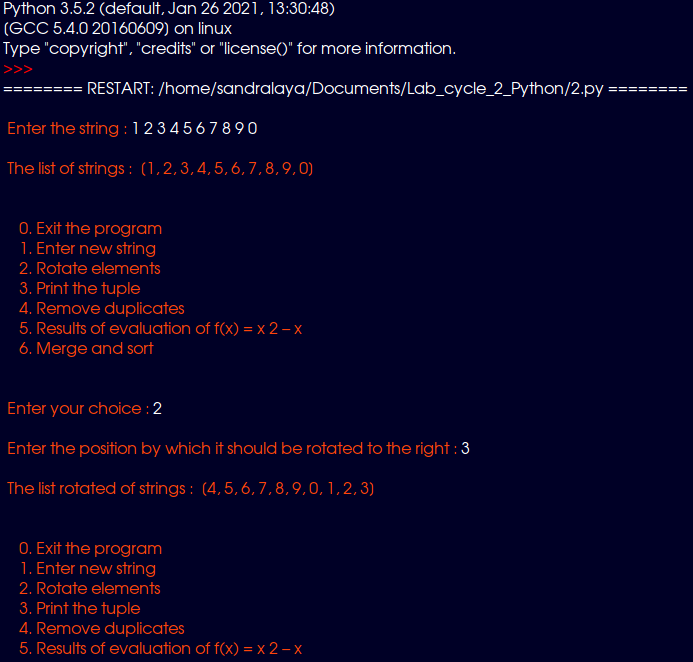 Python 3.5.2 (default, Jan 26 2021, 13:30:48)
[GCC 5.4.0 20160609] on linux
Type "copyright", "credits" or "license()" for more information.
>>>
======== RESTART: /home/sandralaya/Documents/Lab_cycle_2_Python/2.py ========
Enter the string : 1 2 3 4 5 6 7 8 9 0
The list of strings :  [1, 2, 3, 4, 5, 6, 7, 8, 9, 0]
0. Exit the program
1. Enter new string
2. Rotate elements
3. Print the tuple
4. Remove duplicates
5. Results of evaluation of f(x) = x 2 – x
6. Merge and sort
Enter your choice : 2
Enter the position by which it should be rotated to the right : 3
The list rotated of strings :  [4, 5, 6, 7, 8, 9, 0, 1, 2, 3]
0. Exit the program
1. Enter new string
2. Rotate elements
3. Print the tuple
4. Remove duplicates
5. Results of evaluation of f(x) = x 2 – x